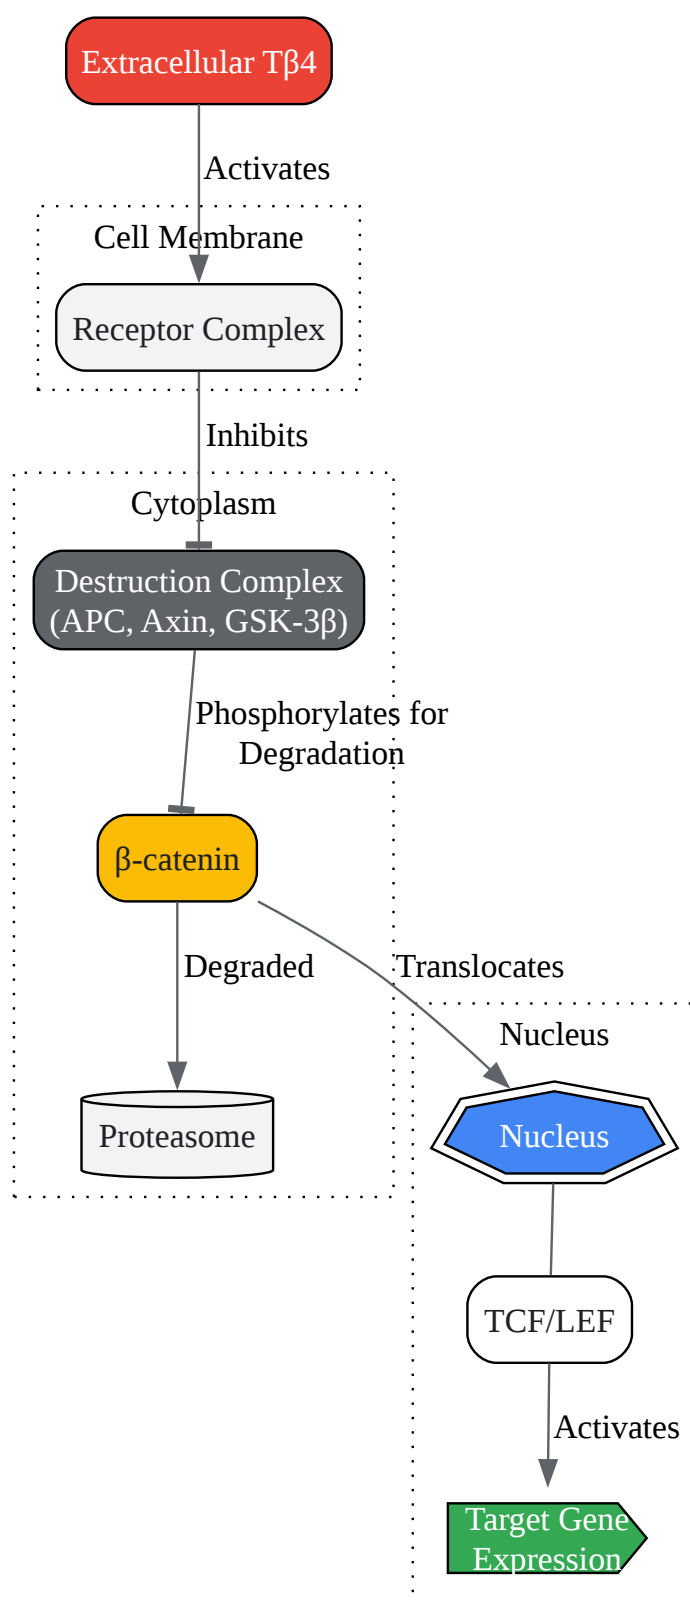 Extracellular Tβ4
Activates
Cell Membrane
Receptor Complex
Inhibits
Cytoplasm
Destruction Complex
(APC, Axin, GSK-3β)
Phosphorylates for
Degradation
β-catenin
Degraded
Translocates
Nucleus
Proteasome
Nucleus
TCF/LEF
Activates
Target Gene
Expression